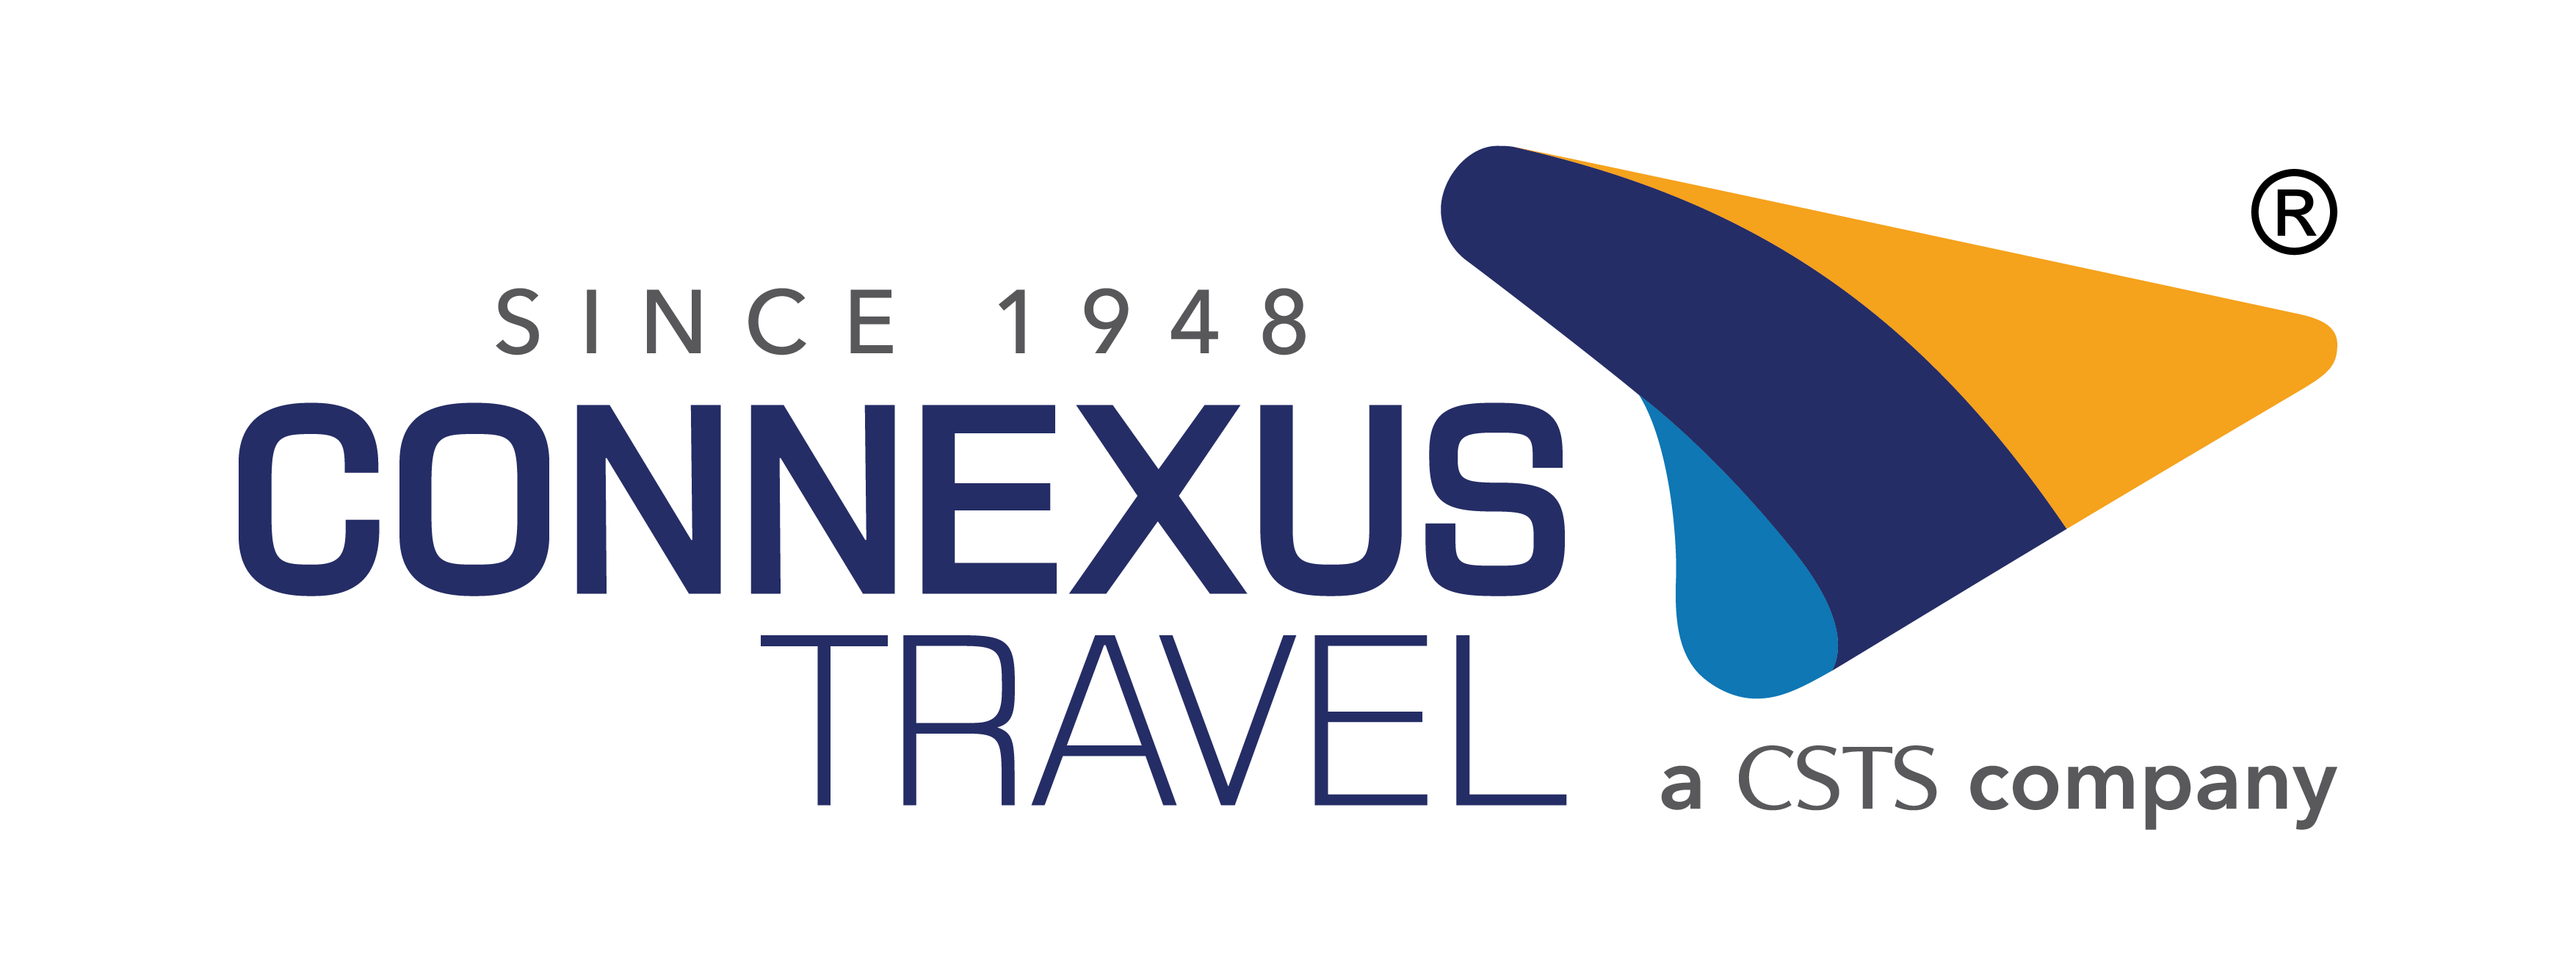 SINCE 1948
CONNEXUS
TRAVEL
®
a CSTS company